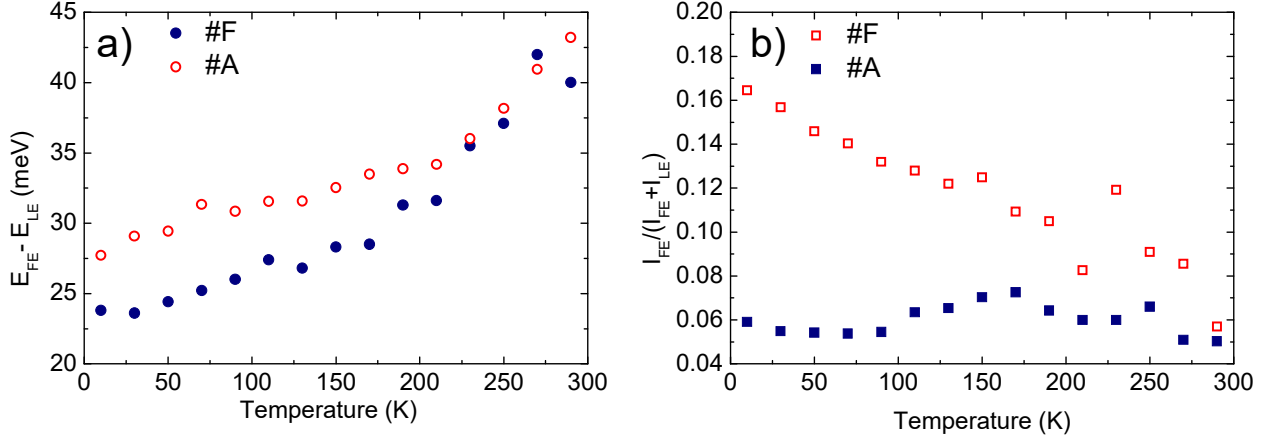 a)
#F
#A
45
40
35
30
25
20
E_FE - E_LE (meV)
0 50 100 150 200 250 300
Temperature (K)
b)
#F
#A
0.20
0.18
0.16
0.14
0.12
0.10
0.08
0.06
0.04
I_FE/(I_FE+I_LE)
0 50 100 150 200 250 300
Temperature (K)